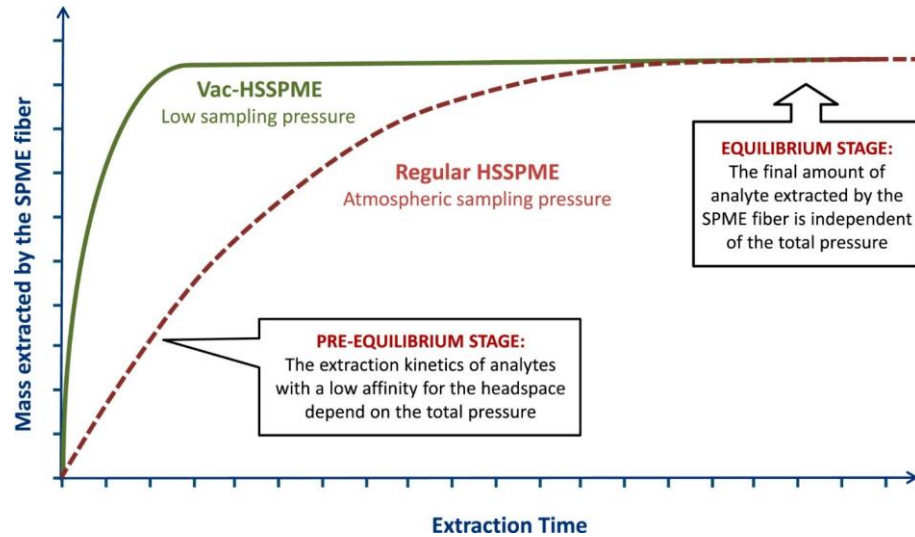 Mass extracted by the SPME fiber
Vac-HSSPME
Low sampling pressure
Regular HSSPME
Atmospheric sampling pressure
EQUILIBRIUM STAGE:
The final amount of
analyte extracted by the
SPME fiber is independent
of the total pressure
PRE-EQUILIBRIUM STAGE:
The extraction kinetics of analytes
with a low affinity for the headspace
depend on the total pressure
Extraction Time